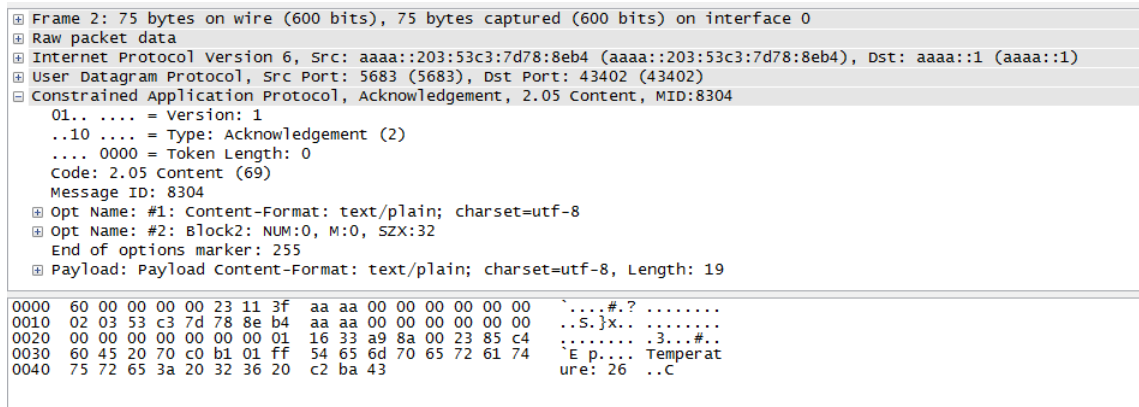 Frame 2: 75 bytes on wire (600 bits), 75 bytes captured (600 bits) on interface 0
Raw packet data
Internet Protocol Version 6, Src: aaaa::203:53c3:7d78:8eb4 (aaaa::203:53c3:7d78:8eb4), Dst: aaaa::1 (aaaa::1)
User Datagram Protocol, Src Port: 5683 (5683), Dst Port: 43402 (43402)
Constrained Application Protocol, Acknowledgement, 2.05 Content, MID:8304
01.. .... = Version: 1
..10 .... = Type: Acknowledgement (2)
.... 0000 = Token Length: 0
Code: 2.05 Content (69)
Message ID: 8304
Opt Name: #1: Content-Format: text/plain; charset=utf-8
Opt Name: #2: Block2: NUM:0, M:0, SZX:32
End of options marker: 255
Payload: Payload Content-Format: text/plain; charset=utf-8, Length: 19
0000 60 00 00 00 00 23 11 3f aa aa 00 00 00 00 00 00 `....#.? ........
0010 02 03 53 c3 7d 78 8e b4 aa aa 00 00 00 00 00 00 ..S.}x.. ........
0020 00 00 00 00 00 00 00 01 16 33 a9 8a 00 23 85 c4 ........ .3...#..
0030 60 45 20 70 c0 b1 01 ff 54 65 6d 70 65 72 61 74 `E p.... Temperat
0040 75 72 65 3a 20 32 36 20 c2 ba 43 ure: 26 ..C